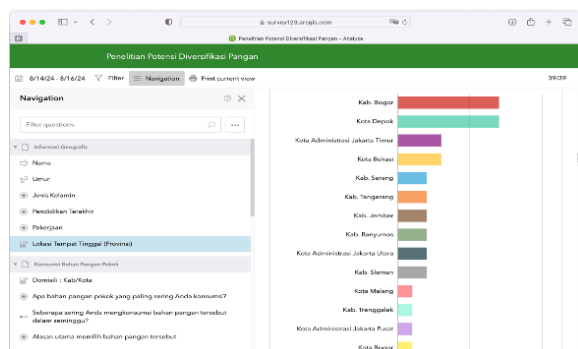 survey123.arcgis.com
Penelitian Potensi Diversifikasi Pangan - Analyze
Penelitian Potensi Diversifikasi Pangan
8/14/24 - 8/16/24
Filter
Navigation
Print current view
39/39
Navigation
Filter questions
Informasi Geografis
Nama
Umur
Jenis Kelamin
Pendidikan Terakhir
Pekerjaan
Lokasi Tempat Tinggal (Provinsi)
Konsumsi Bahan Pangan Pokok
Domisili : Kab/Kota
Apa bahan pangan pokok yang paling sering Anda konsumsi?
Seberapa sering Anda mengkonsumsi bahan pangan tersebut
dalam seminggu?
Alasan utama memilih bahan pangan tersebut
Kab. Bogor
Kota Depok
Kota Administrasi Jakarta Timur
Kota Bekasi
Kab. Serang
Kab. Tangerang
Kab. Jember
Kab. Banyumas
Kota Administrasi Jakarta Utara
Kab. Sleman
Kota Malang
Kab. Trenggalek
Kota Administrasi Jakarta Pusat
Kota Bogor